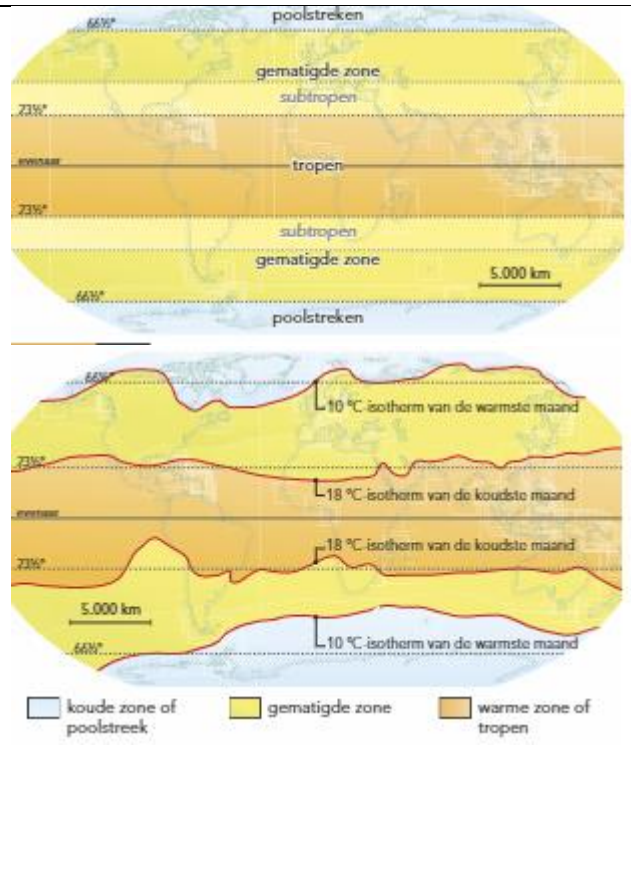 66½°
poolstreken
gematigde zone
subtropen
23½°
evenaar
tropen
23½°
subtropen
gematigde zone
5.000 km
66½°
poolstreken
66½°
10 °C-isotherm van de warmste maand
23½°
18 °C-isotherm van de koudste maand
evenaar
18 °C-isotherm van de koudste maand
23½°
5.000 km
10 °C-isotherm van de warmste maand
66½°
koude zone of
poolstreek
gematigde zone
warme zone of
tropen